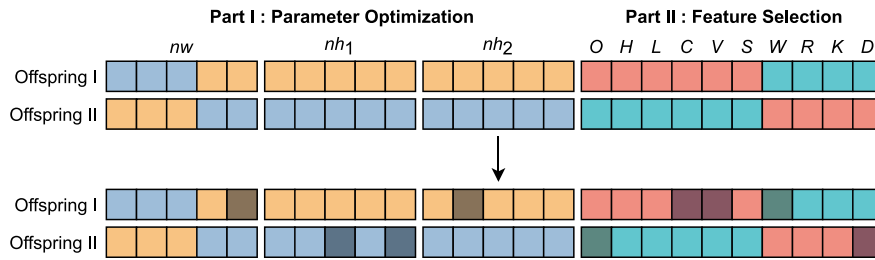 Part I : Parameter Optimization Part II : Feature Selection
nw nh1 nh2 O H L C V S W R K D
Offspring I
Offspring II
Offspring I
Offspring II